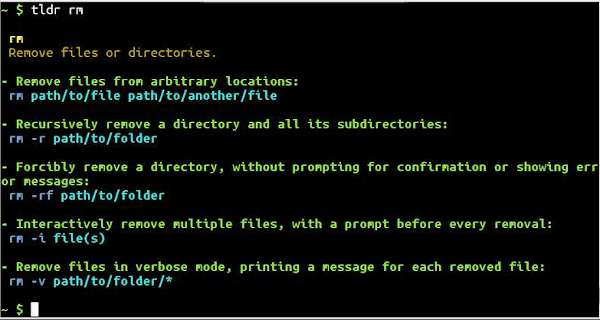 ~ $ tldr rm
rm
Remove files or directories.
- Remove files from arbitrary locations:
rm path/to/file path/to/another/file
- Recursively remove a directory and all its subdirectories:
rm -r path/to/folder
- Forcibly remove a directory, without prompting for confirmation or showing err
or messages:
rm -rf path/to/folder
- Interactively remove multiple files, with a prompt before every removal:
rm -i file(s)
- Remove files in verbose mode, printing a message for each removed file:
rm -v path/to/folder/*
~ $